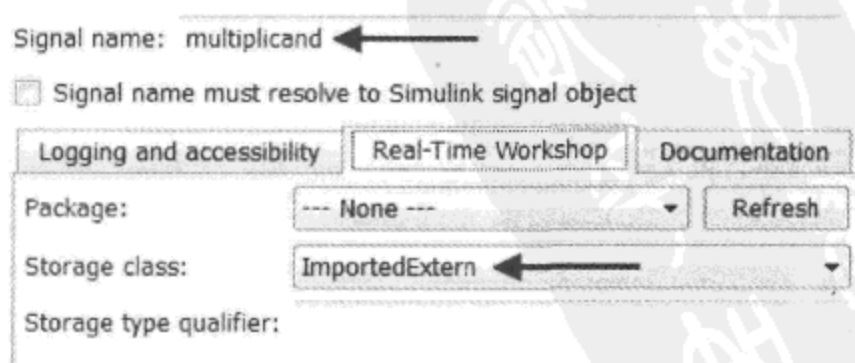 Signal name: multiplicand
Signal name must resolve to Simulink signal object
Logging and accessibility Real-Time Workshop Documentation
Package: --- None --- Refresh
Storage class: ImportedExtern
Storage type qualifier: